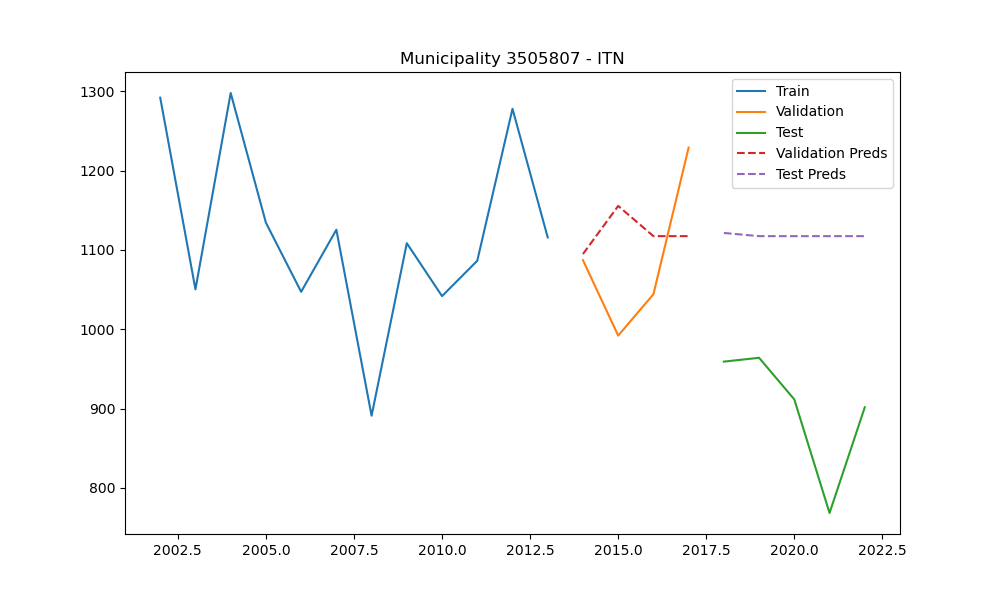 Municipality 3505807 - ITN
1300
1200
1100
1000
900
800
Train
Validation
Test
Validation Preds
Test Preds
2002.5 2005.0 2007.5 2010.0 2012.5 2015.0 2017.5 2020.0 2022.5